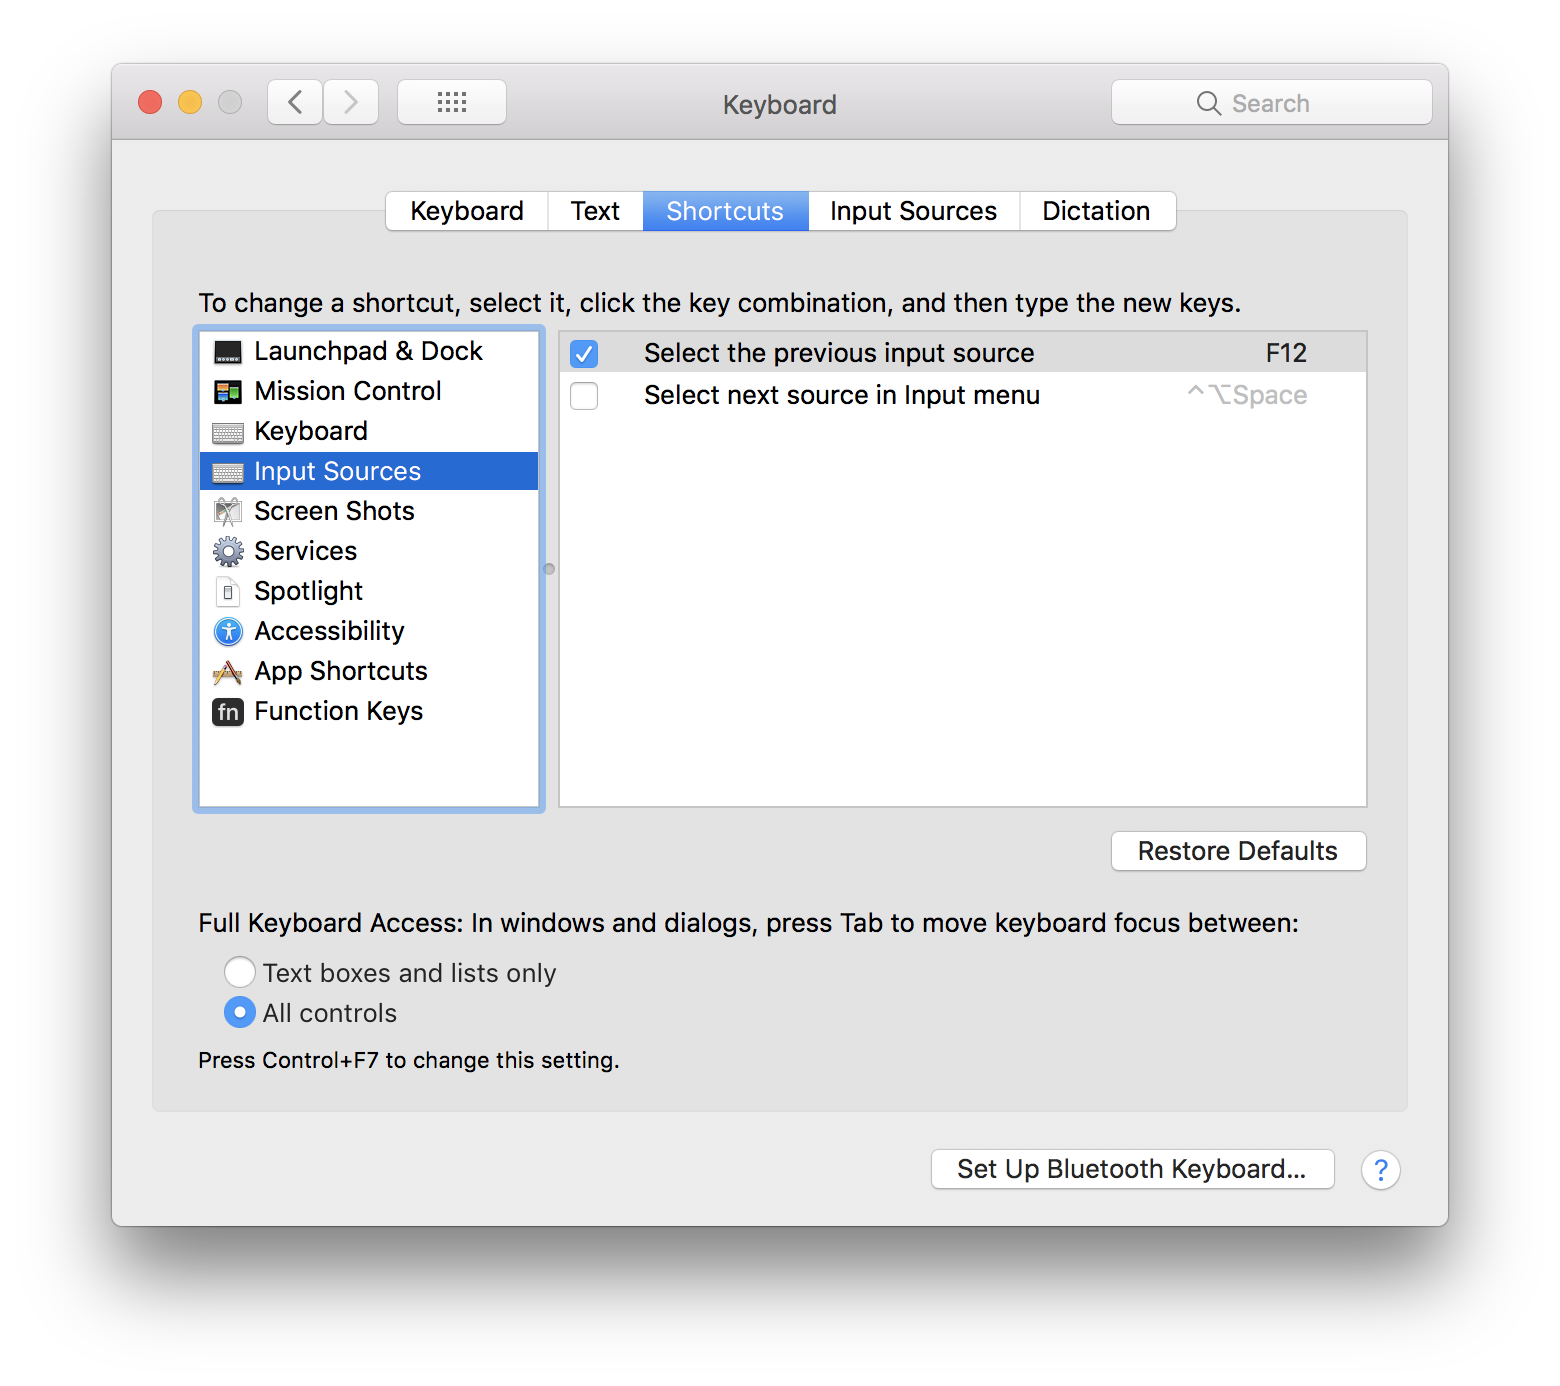 Keyboard
Search
Keyboard Text Shortcuts Input Sources Dictation
To change a shortcut, select it, click the key combination, and then type the new keys.
Launchpad & Dock
Mission Control
Keyboard
Input Sources
Screen Shots
Services
Spotlight
Accessibility
App Shortcuts
fn Function Keys
Select the previous input source F12
Select next source in Input menu ^⌥Space
Restore Defaults
Full Keyboard Access: In windows and dialogs, press Tab to move keyboard focus between:
Text boxes and lists only
All controls
Press Control+F7 to change this setting.
Set Up Bluetooth Keyboard... ?